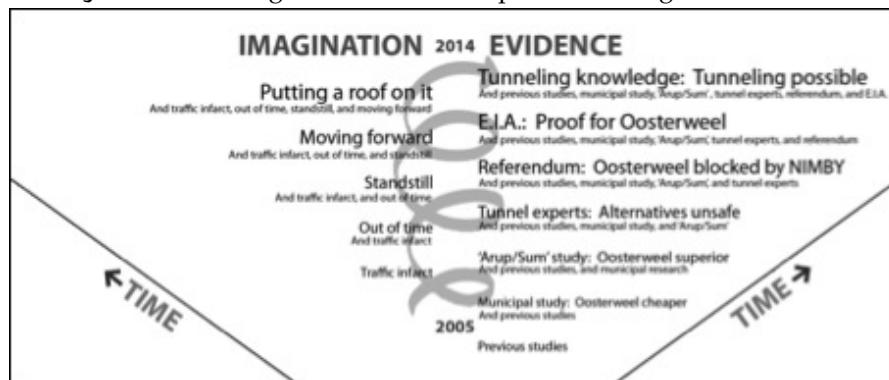 IMAGINATION 2014 EVIDENCE
Putting a roof on it
And traffic infarct, out of time, standstill, and moving forward
Moving forward
And traffic infarct, out of time, and standstill
Standstill
And traffic infarct, and out of time
Out of time
And traffic infarct
Traffic infarct
Tunneling knowledge: Tunneling possible
And previous studies, municipal study, 'Arup/Sum', tunnel experts, referendum, and E.I.A.
E.I.A.: Proof for Oosterweel
And previous studies, municipal study, 'Arup/Sum', tunnel experts, and referendum
Referendum: Oosterweel blocked by NIMBY
And previous studies, municipal study, 'Arup/Sum', and tunnel experts
Tunnel experts: Alternatives unsafe
And previous studies, municipal study, and 'Arup/Sum'
'Arup/Sum' study: Oosterweel superior
And previous studies, and municipal research
Municipal study: Oosterweel cheaper
And previous studies
Previous studies
2005
TIME
TIME